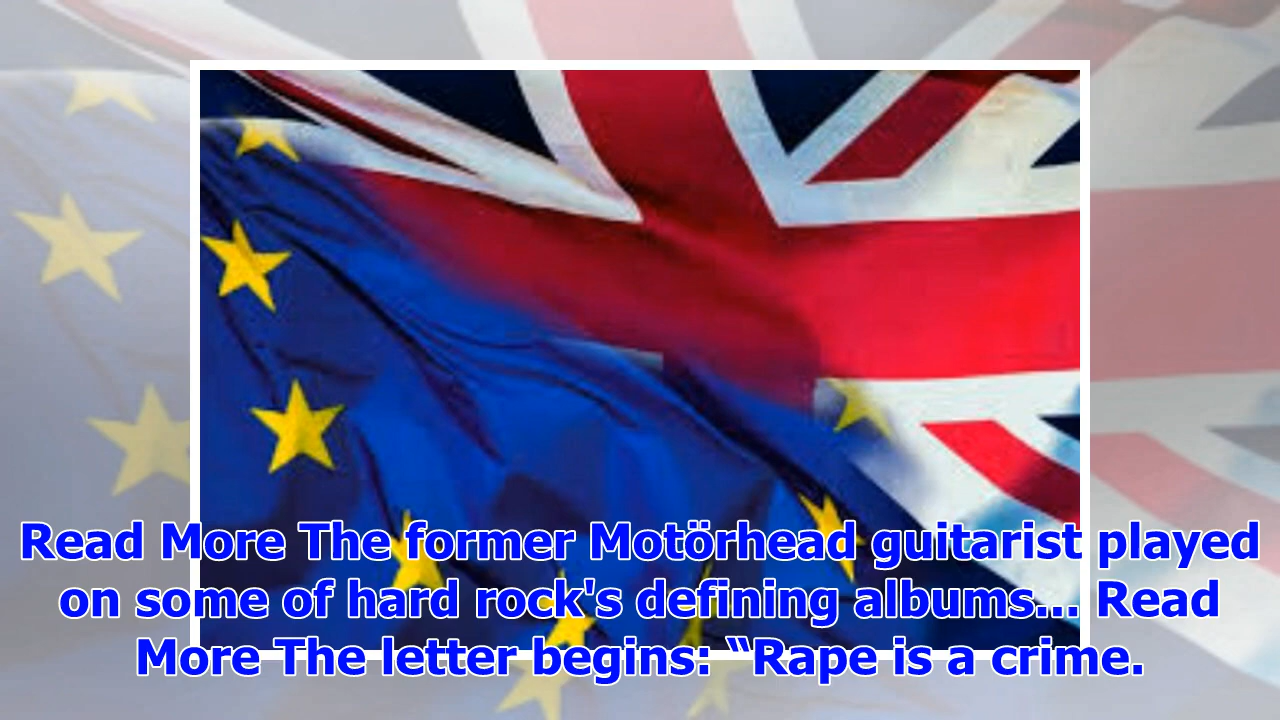 Read More The former Motörhead guitarist played
on some of hard rock's defining albums... Read
More The letter begins: “Rape is a crime.